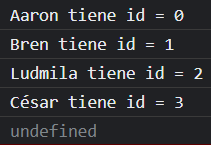 Aaron tiene id = 0
Bren tiene id = 1
Ludmila tiene id = 2
César tiene id = 3
undefined